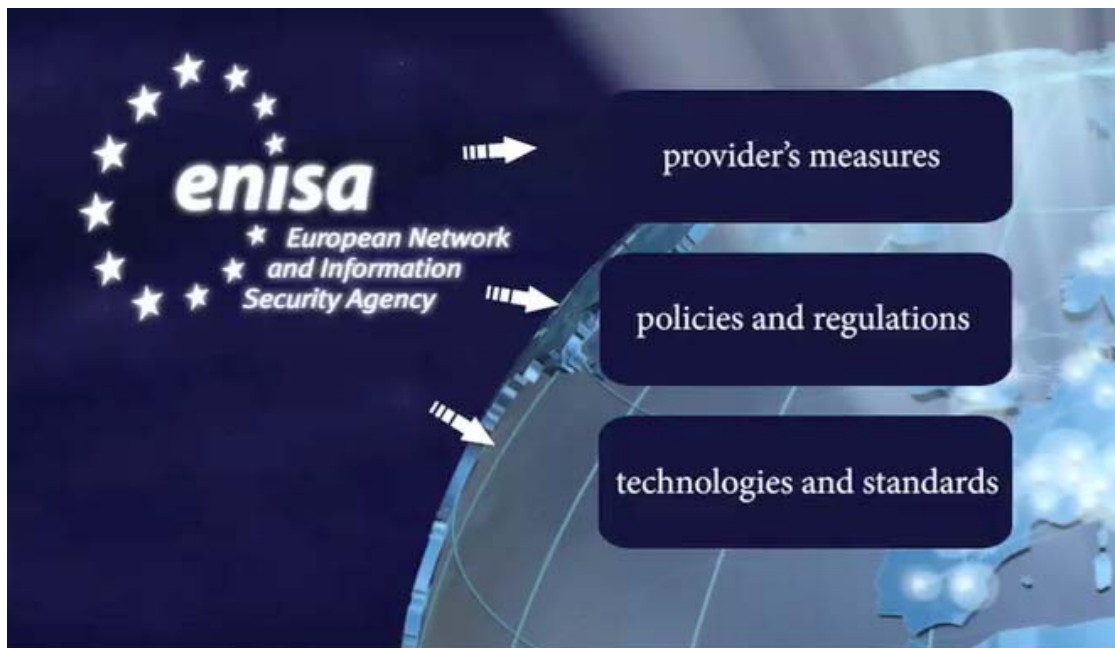 enisa
European Network
and Information
Security Agency
provider's measures
policies and regulations
technologies and standards